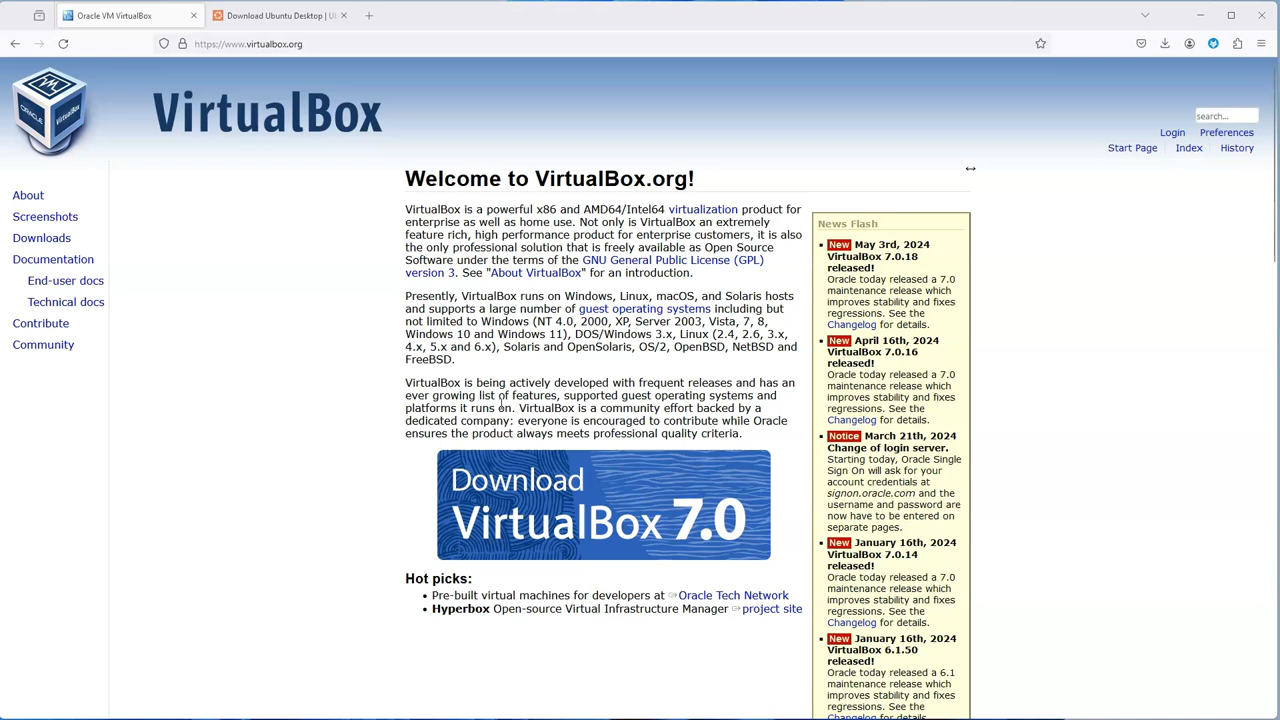 Oracle VM VirtualBox
Download Ubuntu Desktop | U
https://www.virtualbox.org
VirtualBox
search...
Login Preferences
Start Page Index History
About
Screenshots
Downloads
Documentation
End-user docs
Technical docs
Contribute
Community
Welcome to VirtualBox.org!
VirtualBox is a powerful x86 and AMD64/Intel64 virtualization product for
enterprise as well as home use. Not only is VirtualBox an extremely
feature rich, high performance product for enterprise customers, it is also
the only professional solution that is freely available as Open Source
Software under the terms of the GNU General Public License (GPL)
version 3. See "About VirtualBox" for an introduction.
Presently, VirtualBox runs on Windows, Linux, macOS, and Solaris hosts
and supports a large number of guest operating systems including but
not limited to Windows (NT 4.0, 2000, XP, Server 2003, Vista, 7, 8,
Windows 10 and Windows 11), DOS/Windows 3.x, Linux (2.4, 2.6, 3.x,
4.x, 5.x and 6.x), Solaris and OpenSolaris, OS/2, OpenBSD, NetBSD and
FreeBSD.
VirtualBox is being actively developed with frequent releases and has an
ever growing list of features, supported guest operating systems and
platforms it runs on. VirtualBox is a community effort backed by a
dedicated company: everyone is encouraged to contribute while Oracle
ensures the product always meets professional quality criteria.
Download
VirtualBox 7.0
Hot picks:
• Pre-built virtual machines for developers at Oracle Tech Network
• Hyperbox Open-source Virtual Infrastructure Manager project site
News Flash
New May 3rd, 2024
VirtualBox 7.0.18
released!
Oracle today released a 7.0
maintenance release which
improves stability and fixes
regressions. See the
Changelog for details.
New April 16th, 2024
VirtualBox 7.0.16
released!
Oracle today released a 7.0
maintenance release which
improves stability and fixes
regressions. See the
Changelog for details.
Notice March 21th, 2024
Change of login server.
Starting today, Oracle Single
Sign On will ask for your
account credentials at
signon.oracle.com and the
username and password are
now have to be entered on
separate pages.
New January 16th, 2024
VirtualBox 7.0.14
released!
Oracle today released a 7.0
maintenance release which
improves stability and fixes
regressions. See the
Changelog for details.
New January 16th, 2024
VirtualBox 6.1.50
released!
Oracle today released a 6.1
maintenance release which
improves stability and fixes
regressions. See the
Changelog for details.